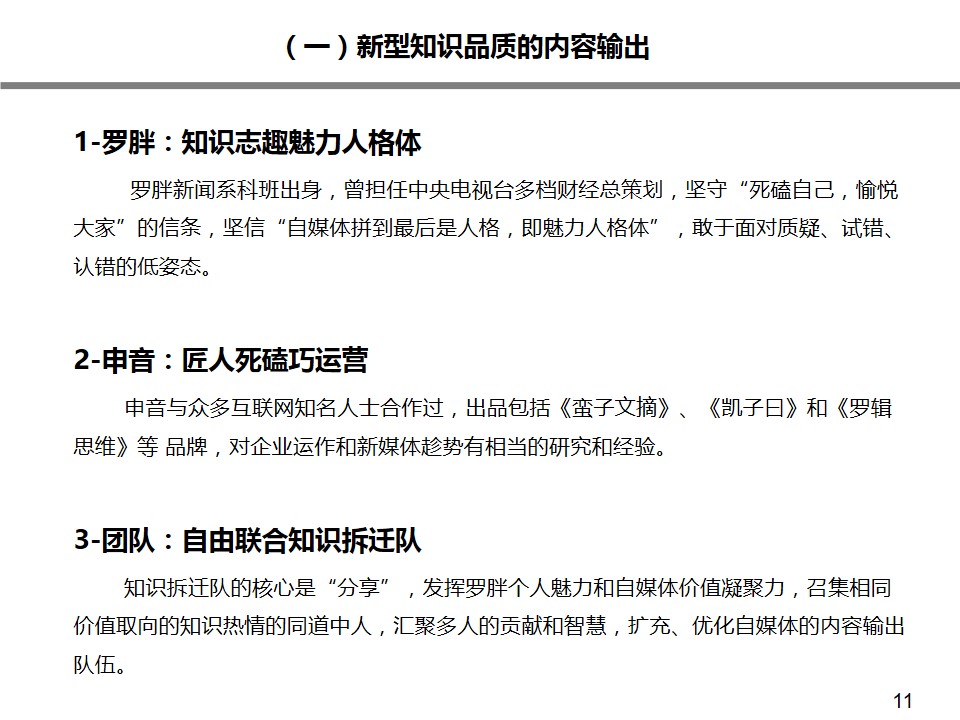 （一）新型知识品质的内容输出
1-罗胖：知识志趣魅力人格体
罗胖新闻系科班出身，曾担任中央电视台多档财经总策划，坚守“死磕自己，愉悦
大家”的信条，坚信“自媒体拼到最后是人格，即魅力人格体”，敢于面对质疑、试错、
认错的低姿态。
2-申音：匠人死磕巧运营
申音与众多互联网知名人士合作过，出品包括《蛮子文摘》、《凯子曰》和《罗辑
思维》等 品牌，对企业运作和新媒体趁势有相当的研究和经验。
3-团队：自由联合知识拆迁队
知识拆迁队的核心是“分享”，发挥罗胖个人魅力和自媒体价值凝聚力，召集相同
价值取向的知识热情的同道中人，汇聚多人的贡献和智慧，扩充、优化自媒体的内容输出
队伍。
11